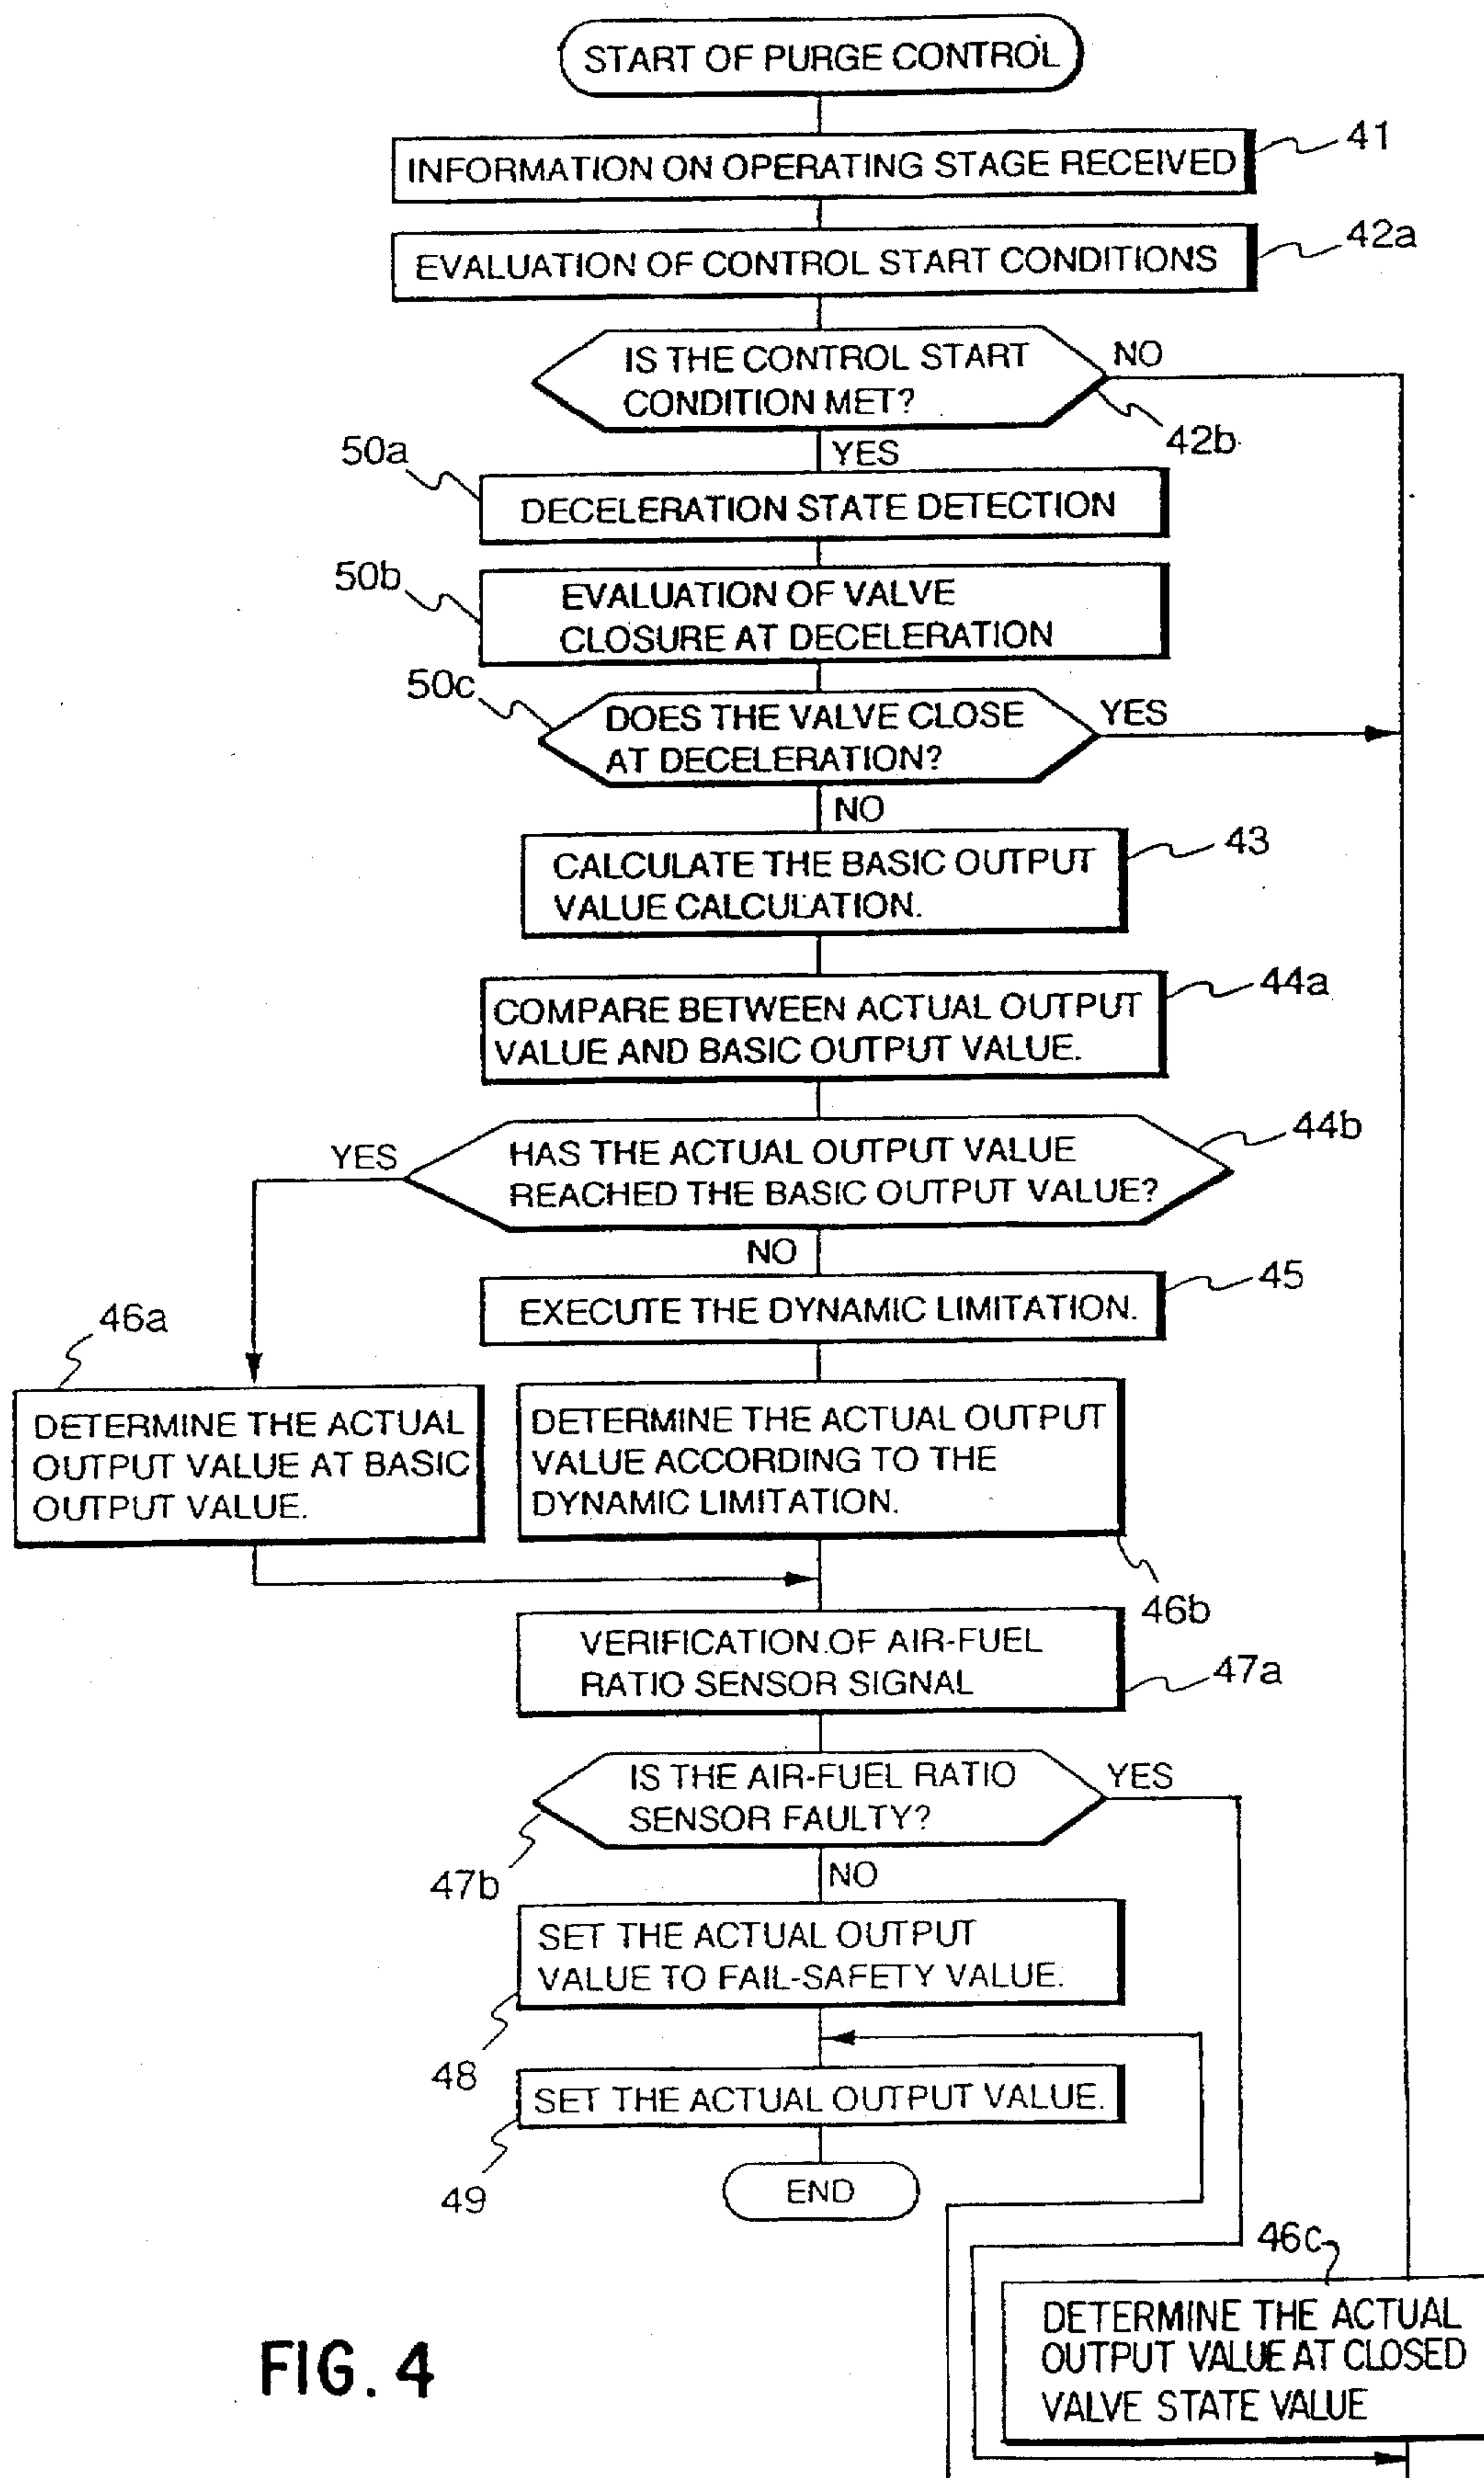 START OF PURGE CONTROL
INFORMATION ON OPERATING STAGE RECEIVED
41
EVALUATION OF CONTROL START CONDITIONS
42a
IS THE CONTROL START
CONDITION MET?
NO
42b
YES
50a
DECELERATION STATE DETECTION
50b
EVALUATION OF VALVE
CLOSURE AT DECELERATION
50c
DOES THE VALVE CLOSE
AT DECELERATION?
YES
NO
CALCULATE THE BASIC OUTPUT
VALUE CALCULATION.
43
COMPARE BETWEEN ACTUAL OUTPUT
VALUE AND BASIC OUTPUT VALUE.
44a
YES
HAS THE ACTUAL OUTPUT VALUE
REACHED THE BASIC OUTPUT VALUE?
44b
NO
EXECUTE THE DYNAMIC LIMITATION.
45
46a
DETERMINE THE ACTUAL
OUTPUT VALUE AT BASIC
OUTPUT VALUE.
DETERMINE THE ACTUAL OUTPUT
VALUE ACCORDING TO THE
DYNAMIC LIMITATION.
46b
VERIFICATION OF AIR-FUEL
RATIO SENSOR SIGNAL
47a
IS THE AIR-FUEL RATIO
SENSOR FAULTY?
YES
47b
NO
SET THE ACTUAL OUTPUT
VALUE TO FAIL-SAFETY VALUE.
48
SET THE ACTUAL OUTPUT VALUE.
49
END
46c
DETERMINE THE ACTUAL
OUTPUT VALUE AT CLOSED
VALVE STATE VALUE
FIG. 4